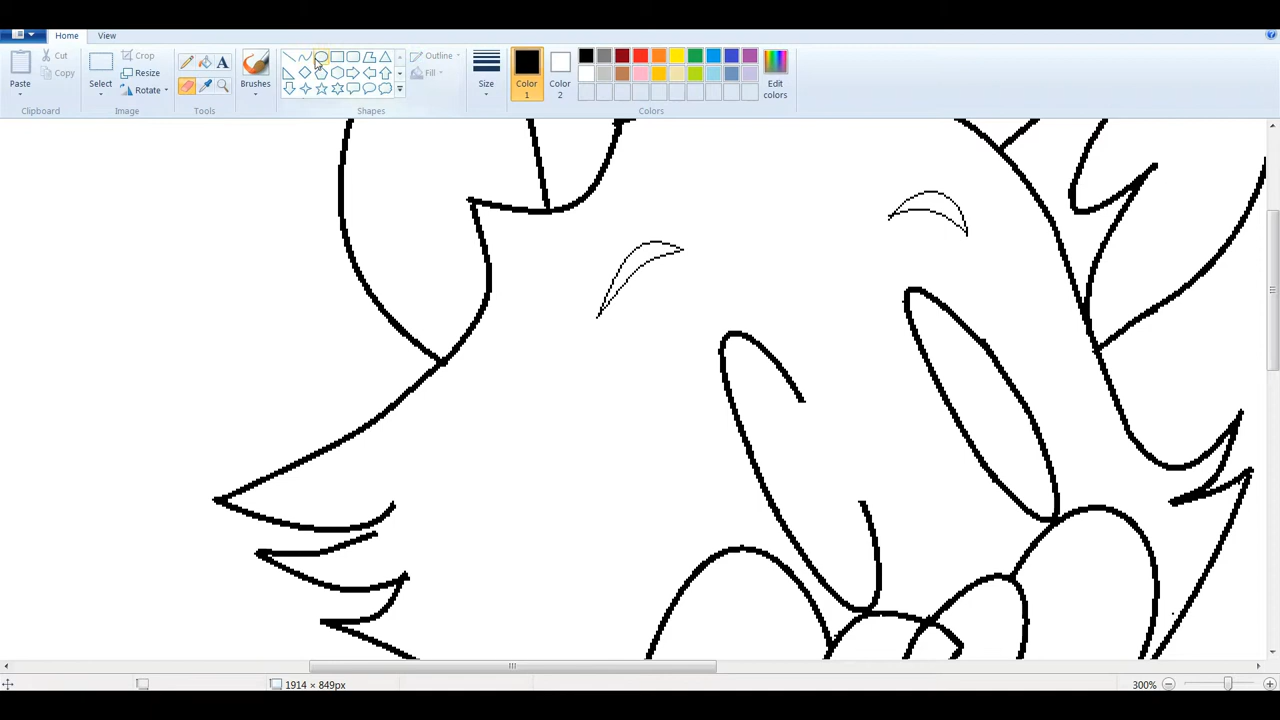 Home View
Cut
Copy
Paste
Clipboard
Select
Crop
Resize
Rotate
Image
A
Tools
Brushes
Shapes
Outline
Fill
Size
Color 1
Color 2
Edit colors
Colors
1914 × 849px
300%